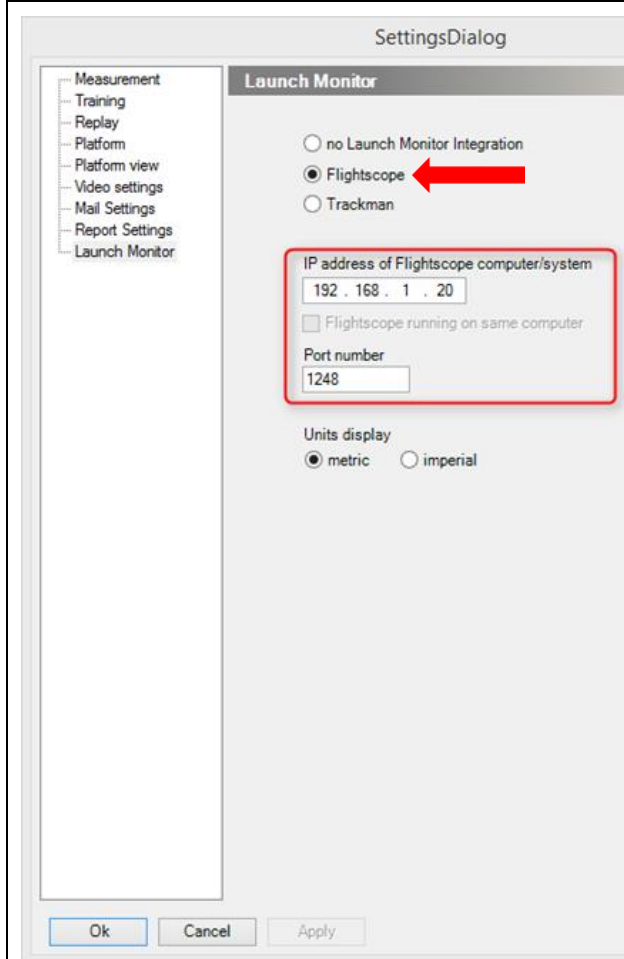 SettingsDialog
Measurement
Training
Replay
Platform
Platform view
Video settings
Mail Settings
Report Settings
Launch Monitor
Launch Monitor
no Launch Monitor Integration
Flightscope
Trackman
IP address of Flightscope computer/system
192 . 168 . 1 . 20
Flightscope running on same computer
Port number
1248
Units display
metric imperial
Ok Cancel Apply